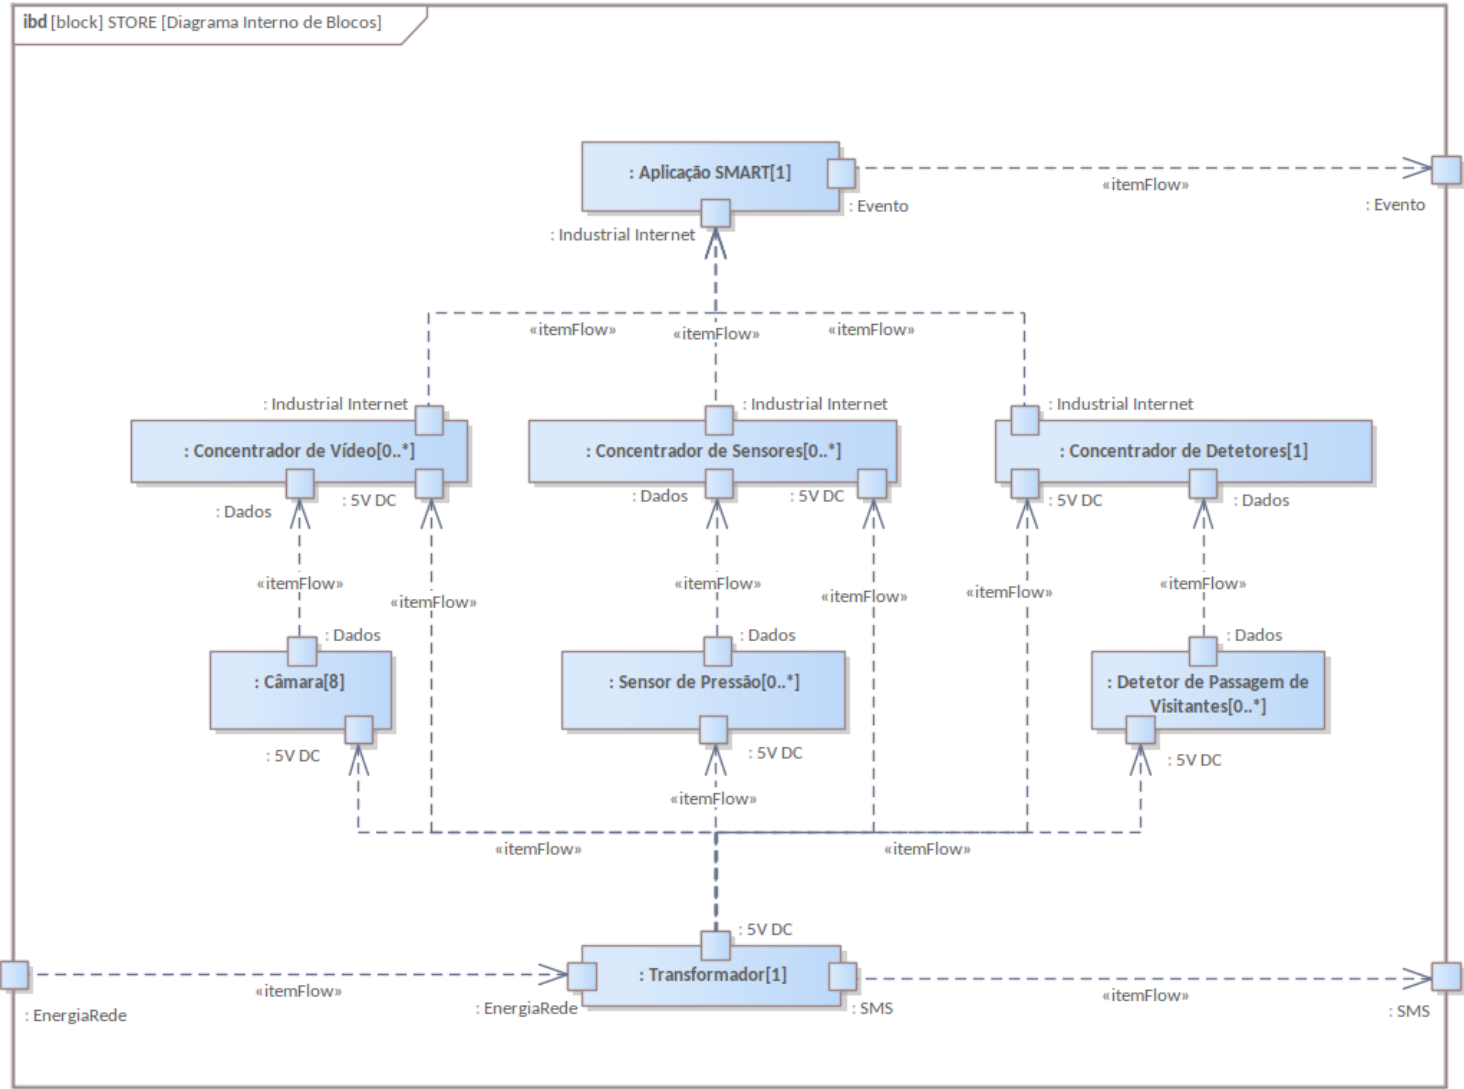 ibd [block] STORE [Diagrama Interno de Blocos]
: Aplicação SMART[1]
«itemFlow»
: Evento
: Evento
: Industrial Internet
«itemFlow»
«itemFlow»
«itemFlow»
: Industrial Internet
: Industrial Internet
: Industrial Internet
: Concentrador de Vídeo[0..*]
: Concentrador de Sensores[0..*]
: Concentrador de Detetores[1]
: Dados
: 5V DC
: Dados
: 5V DC
: 5V DC
: Dados
«itemFlow»
«itemFlow»
«itemFlow»
«itemFlow»
«itemFlow»
«itemFlow»
: Dados
: Dados
: Dados
: Câmara[8]
: Sensor de Pressão[0..*]
: Detetor de Passagem de
Visitantes[0..*]
: 5V DC
: 5V DC
: 5V DC
«itemFlow»
«itemFlow»
«itemFlow»
: 5V DC
: Transformador[1]
«itemFlow»
«itemFlow»
: EnergiaRede
: EnergiaRede
: SMS
: SMS